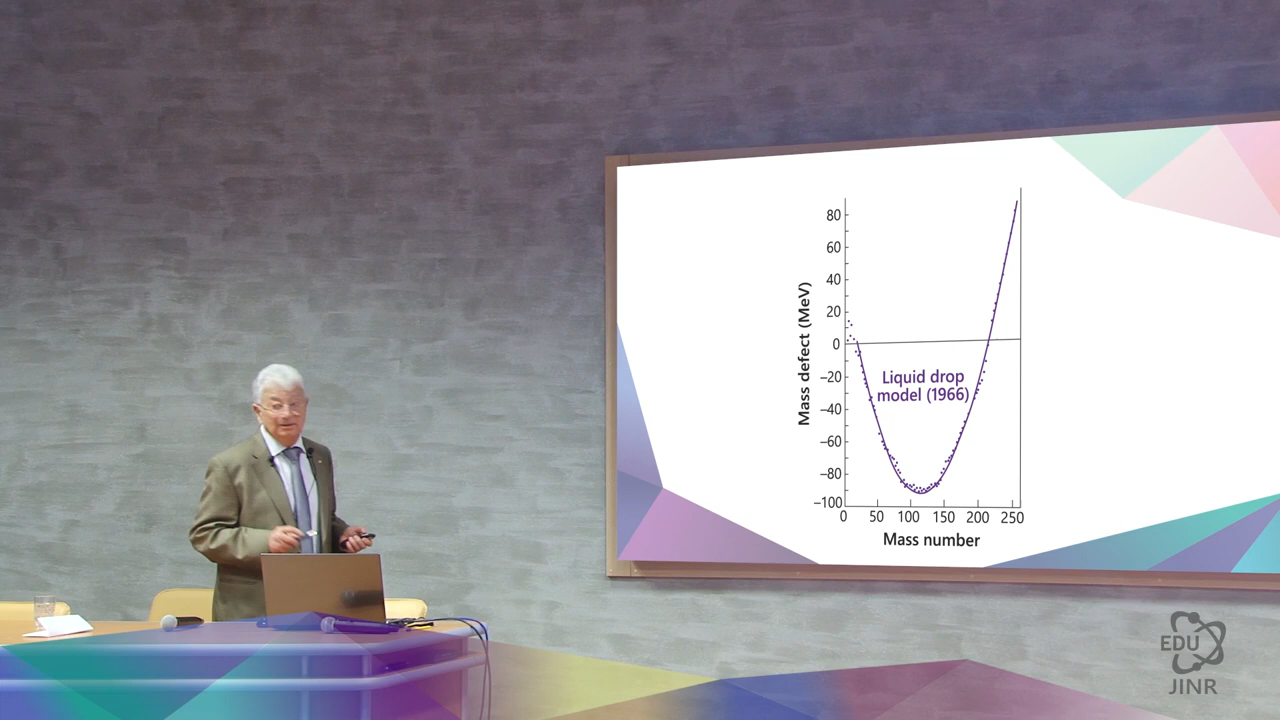 80
60
40
20
0
−20
−40
−60
−80
−100
Mass defect (MeV)
Liquid drop
model (1966)
0 50 100 150 200 250
Mass number
EDU
JINR